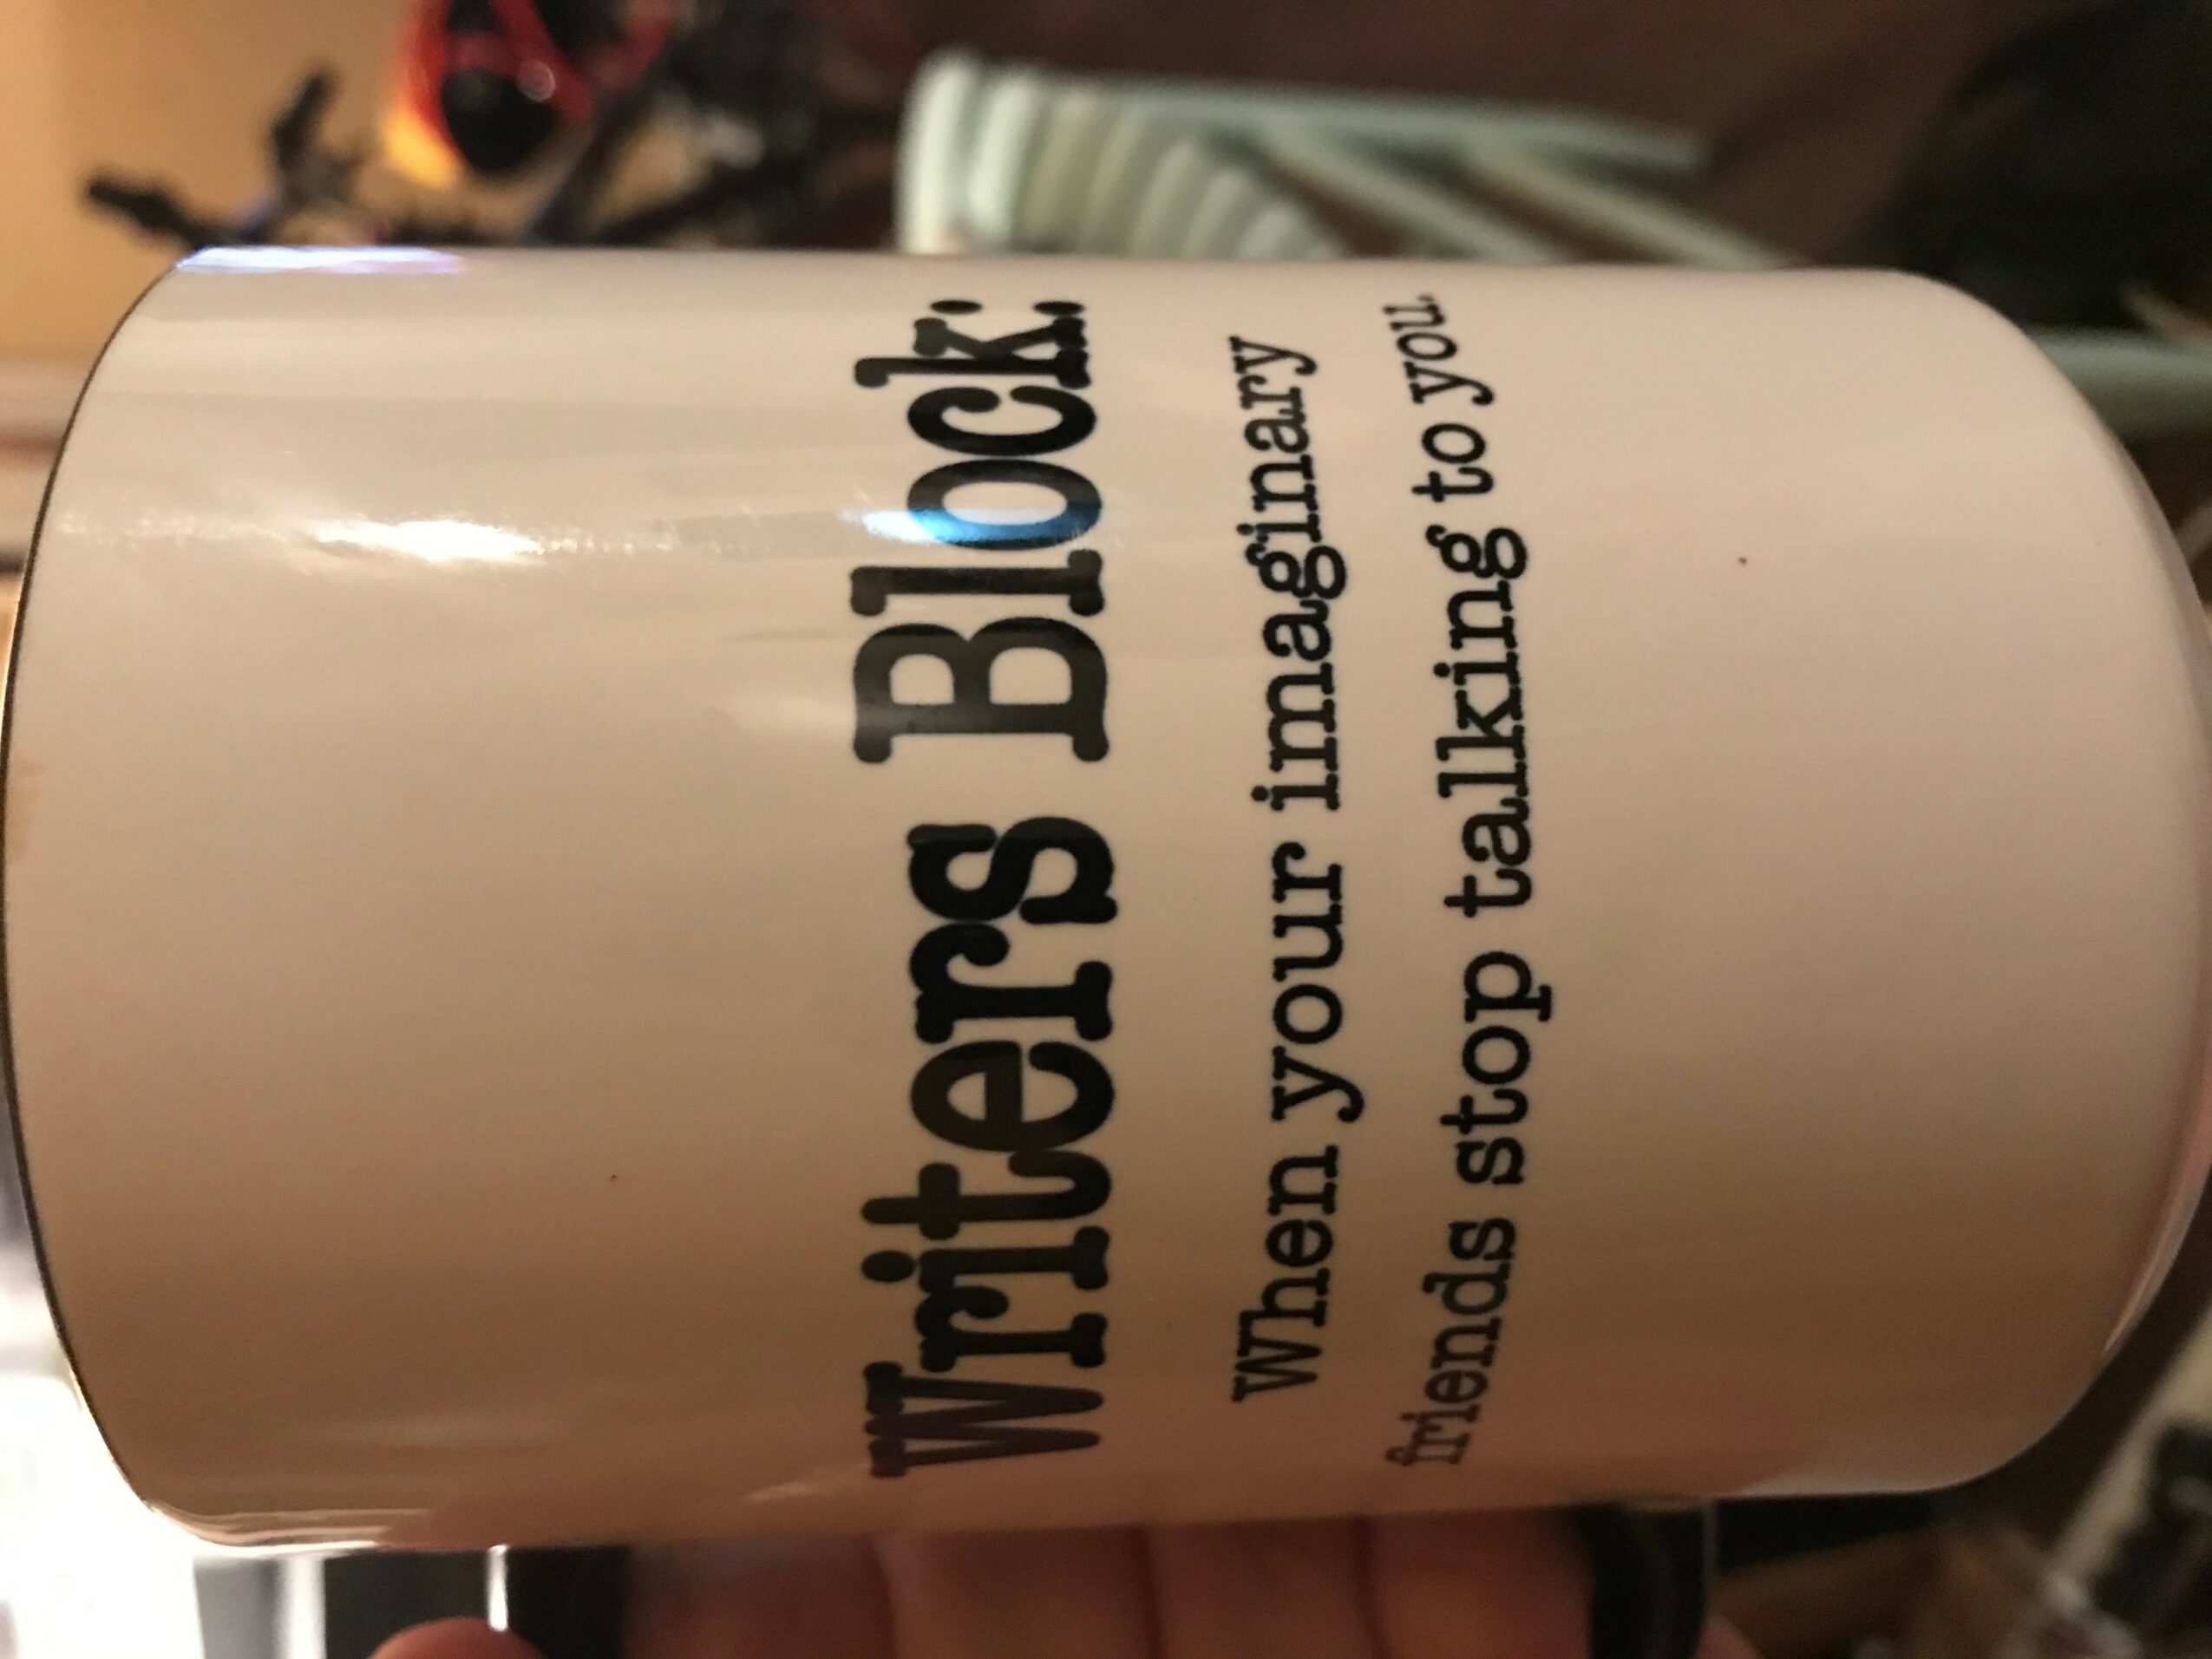 Writers Block:
When your imaginary
friends stop talking to you.